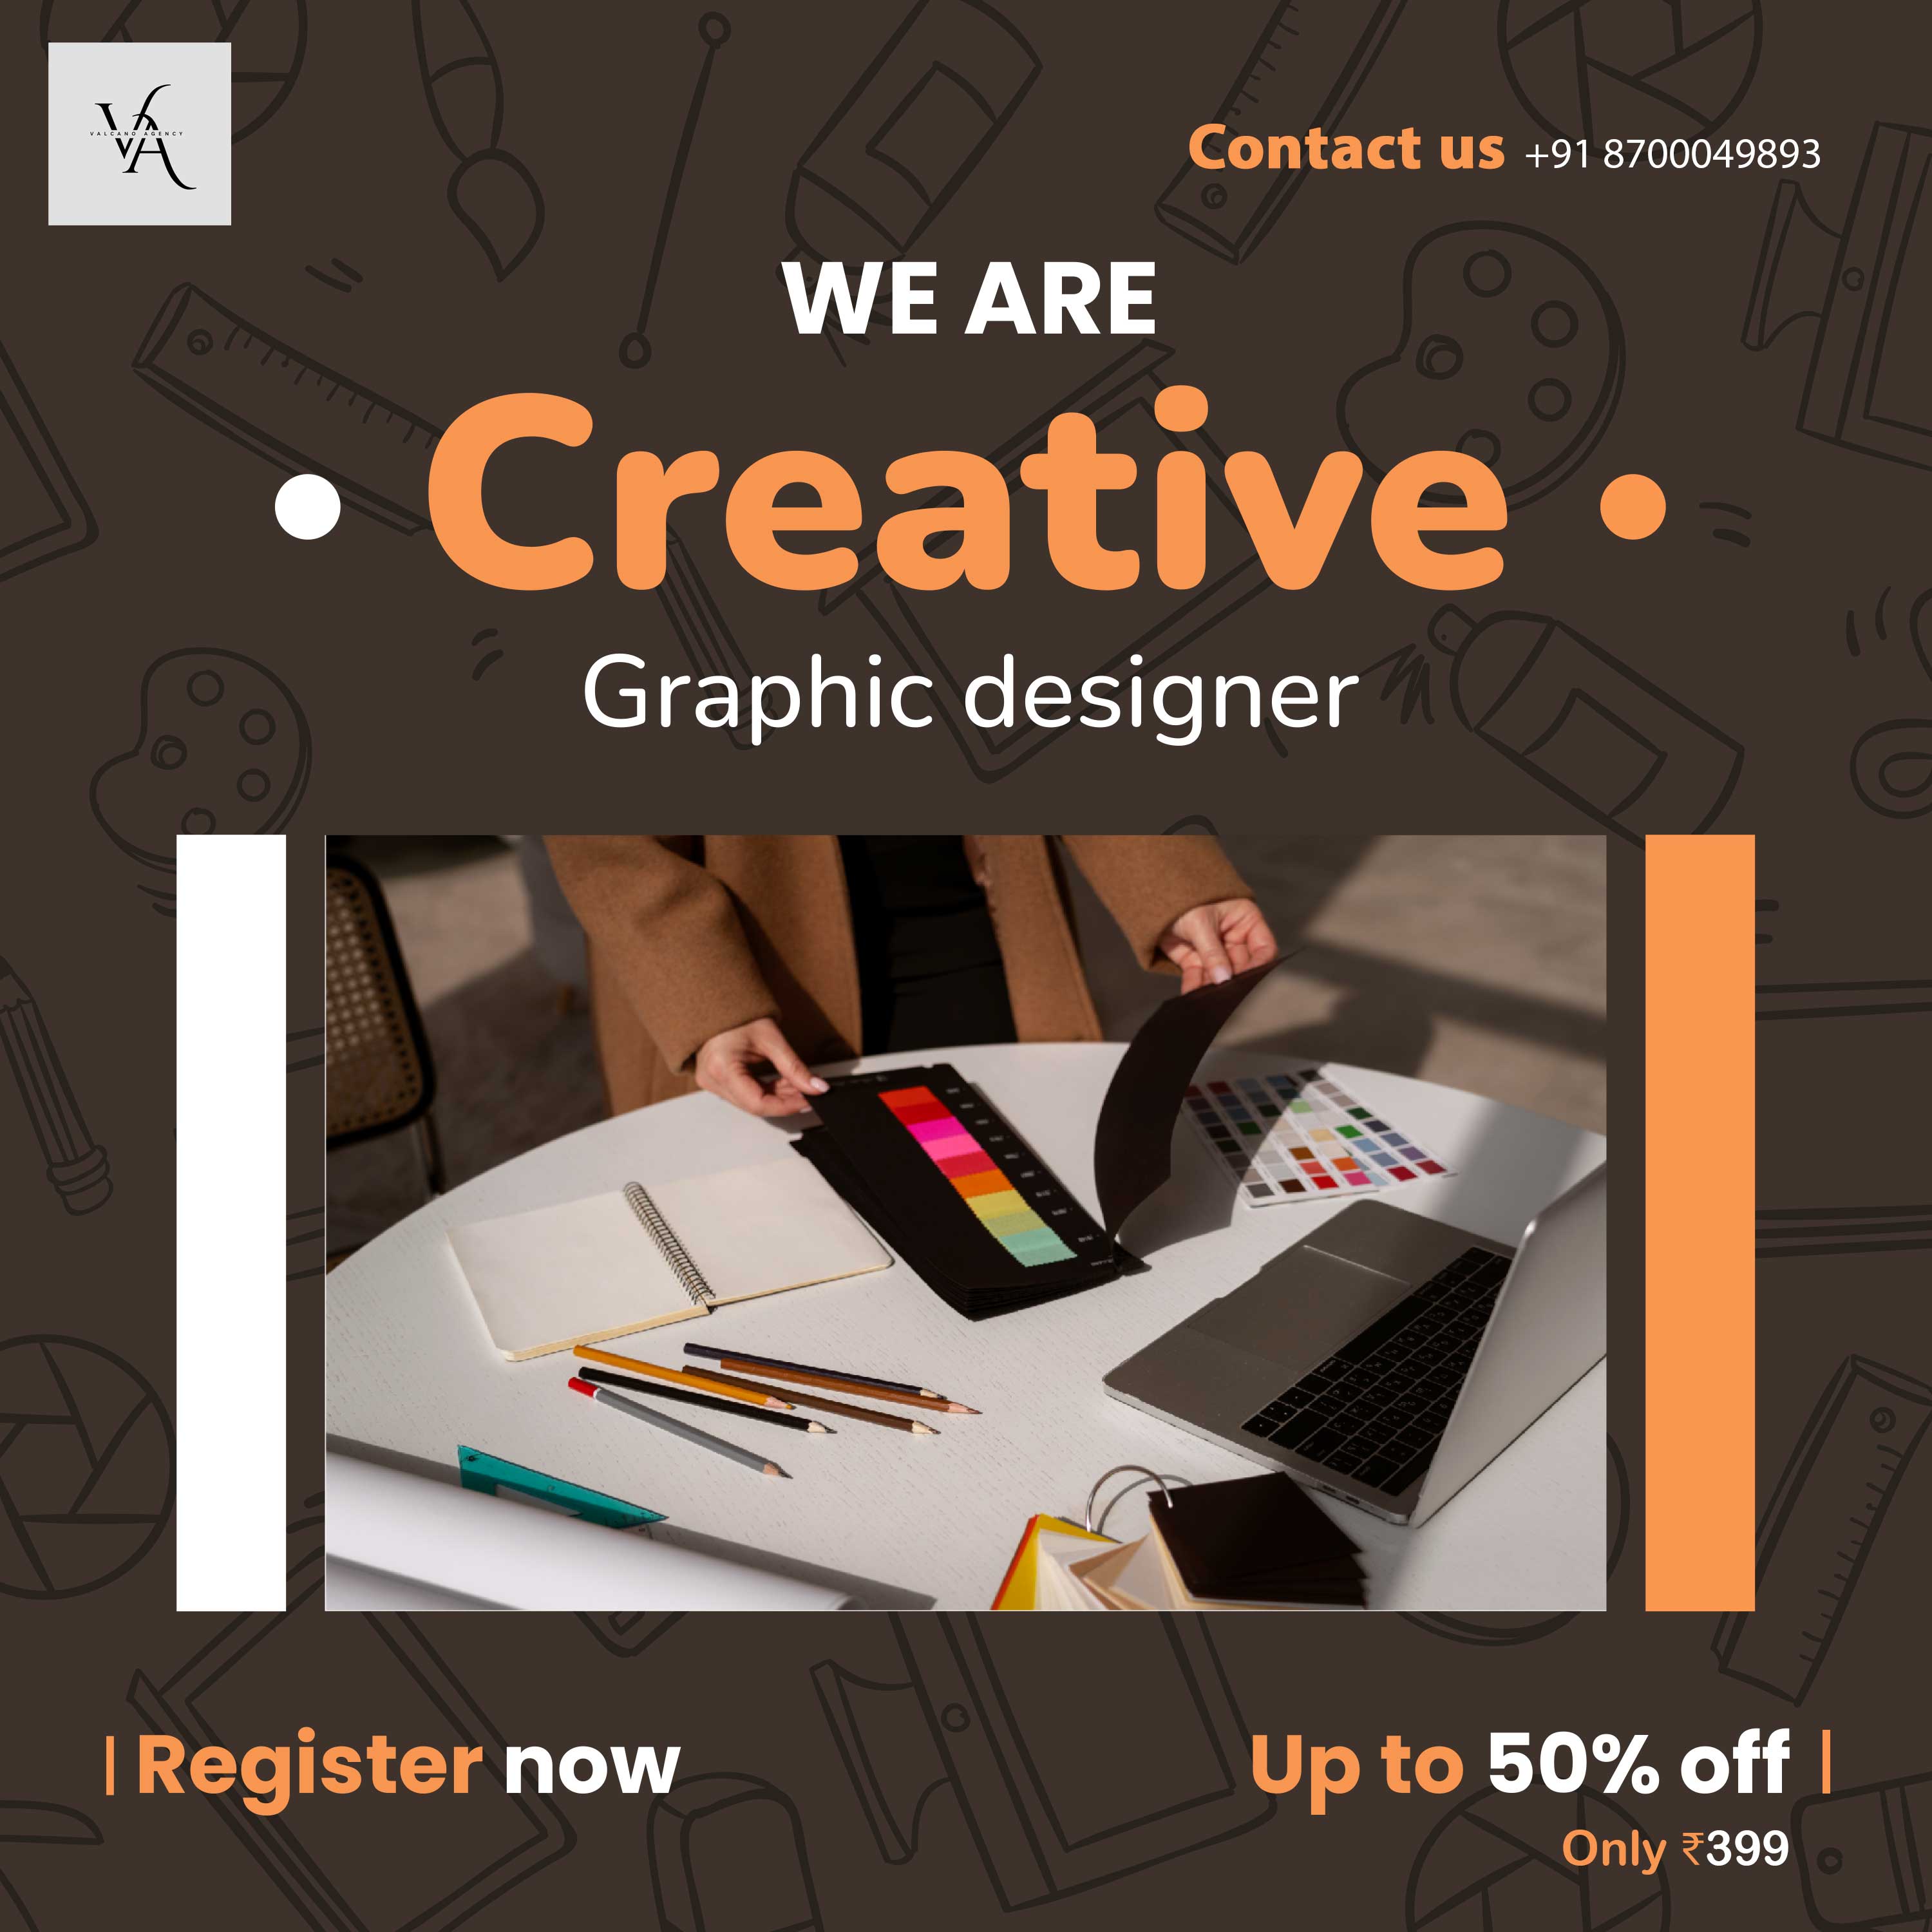 VALCANO AGENCY
Contact us +91 8700049893
WE ARE
Creative
Graphic designer
Register now
Up to 50% off
Only ₹399